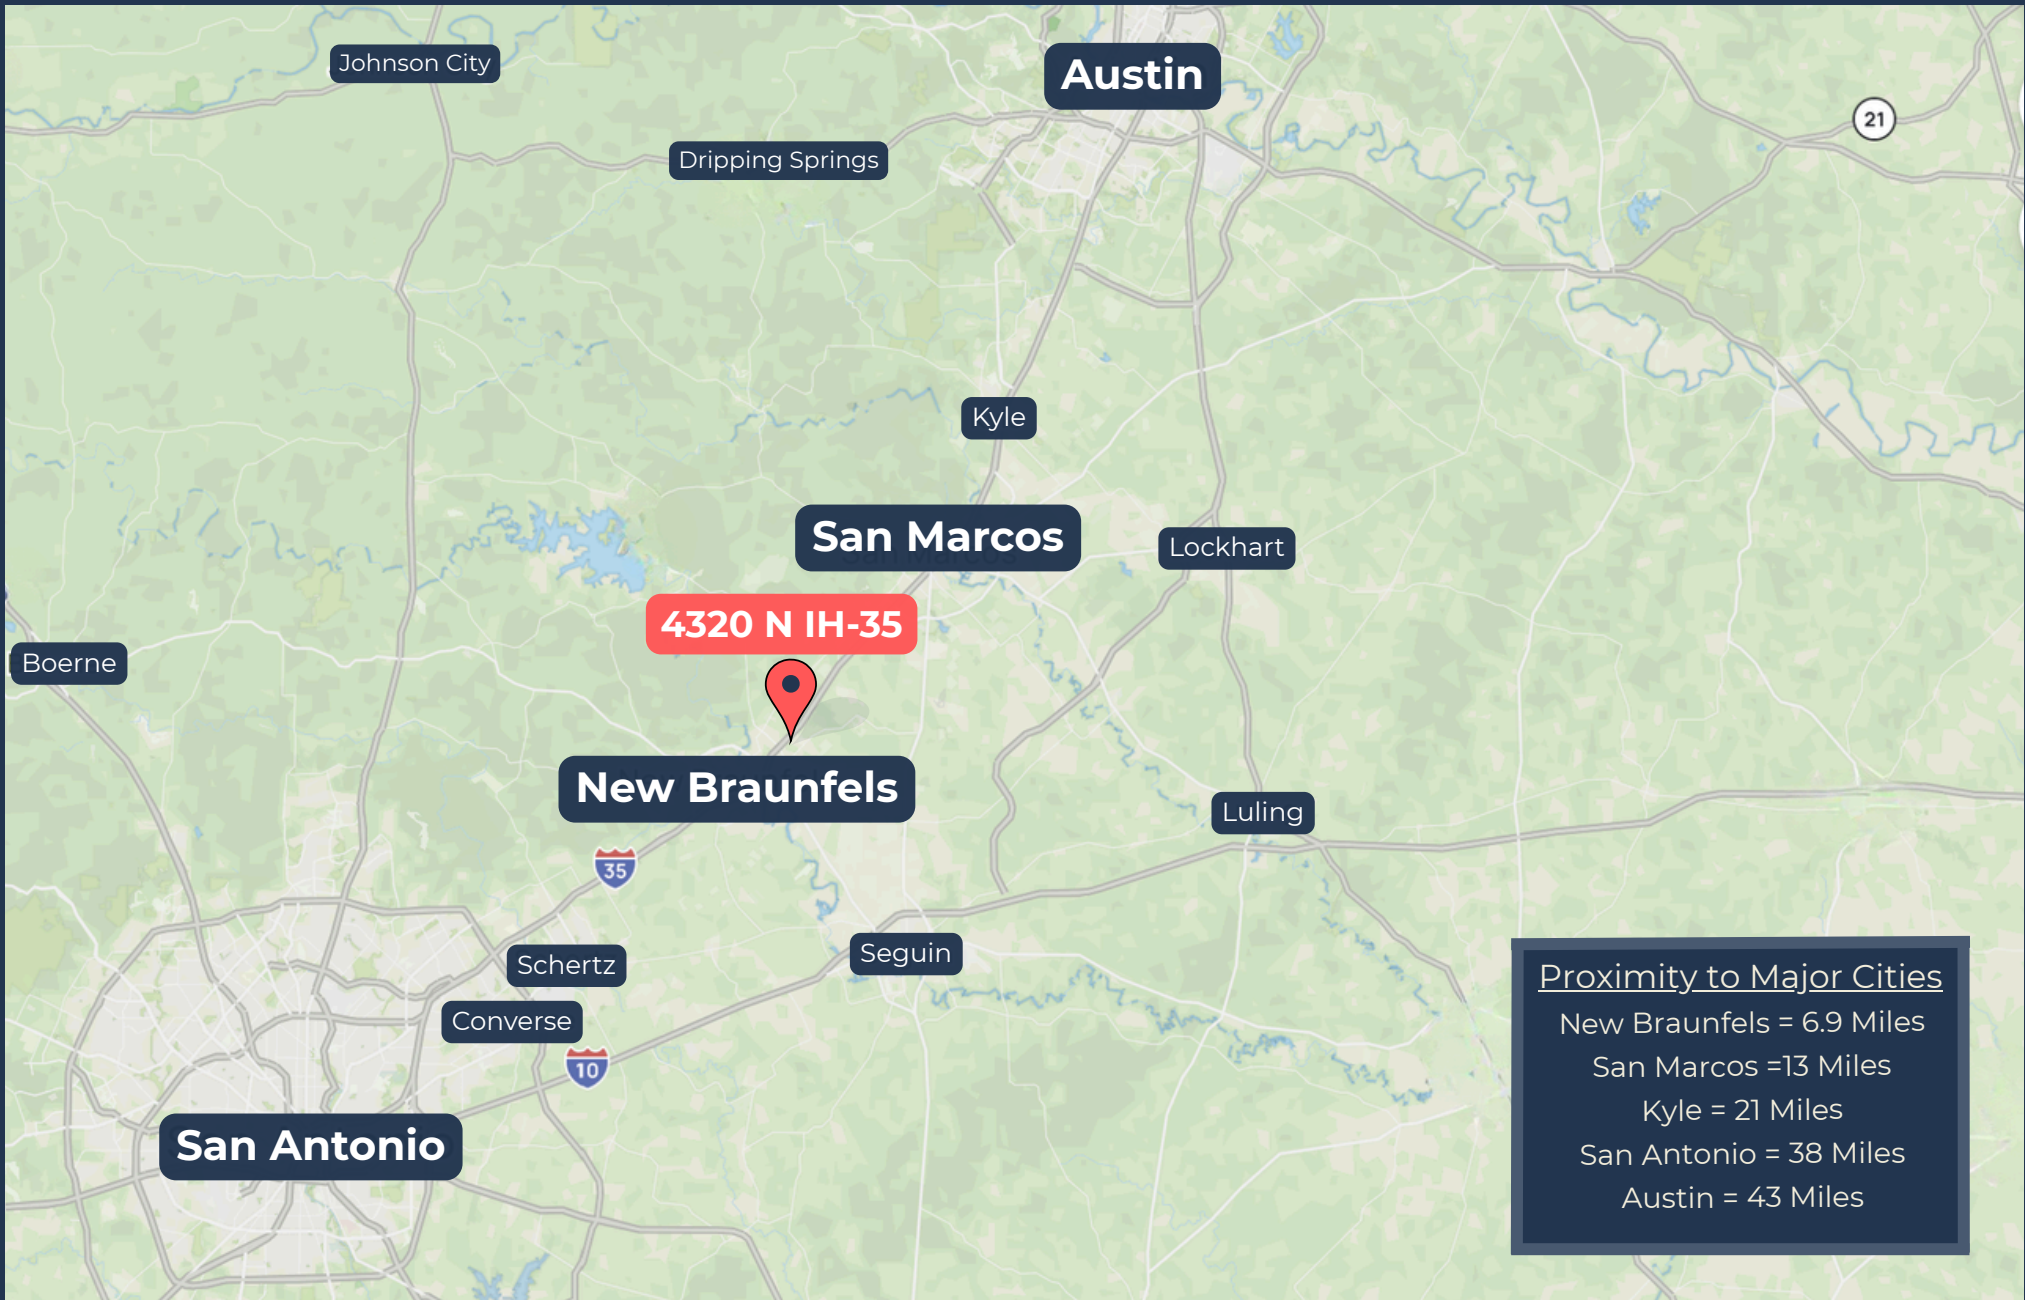 Johnson City
Austin
21
Dripping Springs
Kyle
San Marcos
Lockhart
4320 N IH-35
Boerne
New Braunfels
Luling
35
Seguin
Schertz
Converse
10
San Antonio
Proximity to Major Cities
New Braunfels = 6.9 Miles
San Marcos =13 Miles
Kyle = 21 Miles
San Antonio = 38 Miles
Austin = 43 Miles